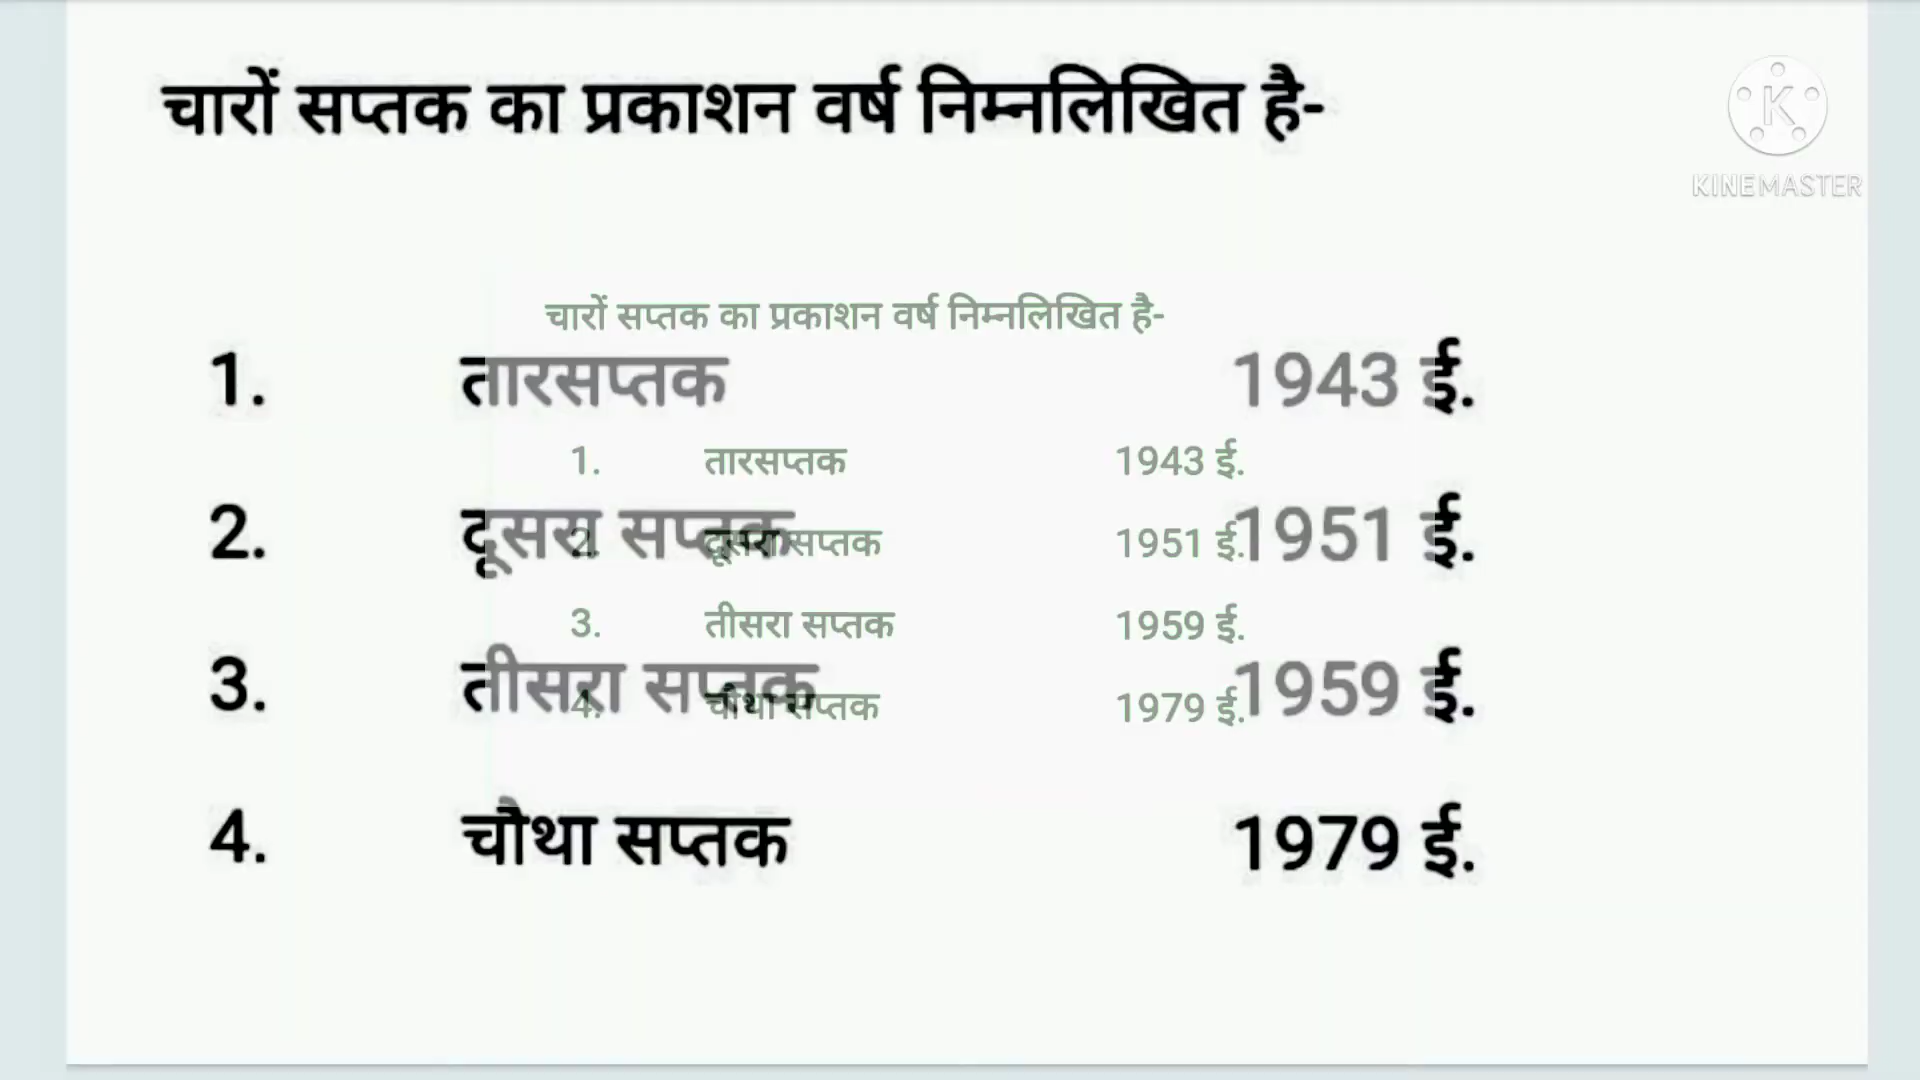 चारों सप्तक का प्रकाशन वर्ष निम्नलिखित है-
K
KINEMASTER
चारों सप्तक का प्रकाशन वर्ष निम्नलिखित है-
1. तारसप्तक 1943 ई.
1. तारसप्तक 1943 ई.
2. दूसरा सप्तक 1951 ई.
2. दूसरा सप्तक 1951 ई.
3. तीसरा सप्तक 1959 ई.
3. तीसरा सप्तक 1959 ई.
4. चौथा सप्तक 1979 ई.
4. चौथा सप्तक 1979 ई.